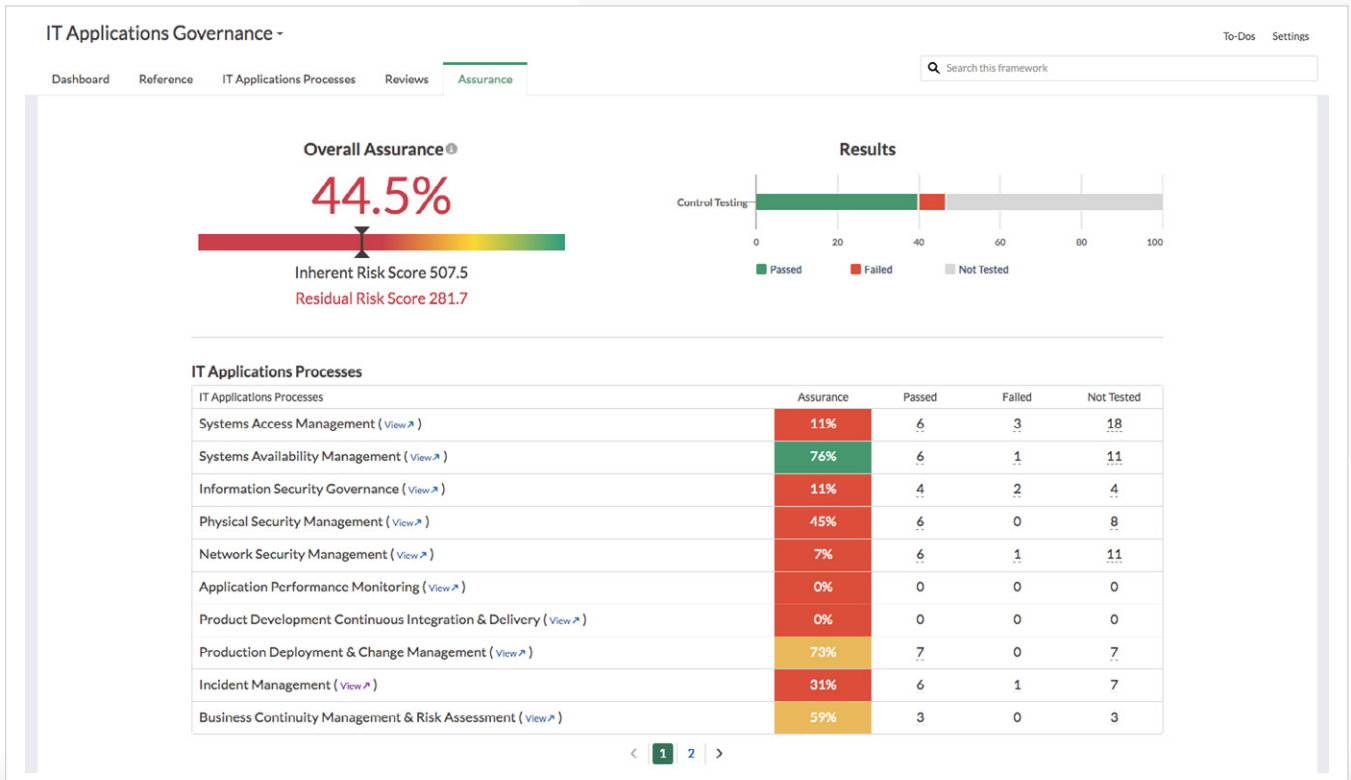 IT Applications Governance
To-Dos Settings
Dashboard Reference IT Applications Processes Reviews Assurance
Search this framework
Overall Assurance
44.5%
Inherent Risk Score 507.5
Residual Risk Score 281.7
Results
Control Testing
0 20 40 60 80 100
Passed Failed Not Tested
IT Applications Processes
IT Applications Processes Assurance Passed Failed Not Tested
Systems Access Management ( View ) 11% 6 3 18
Systems Availability Management ( View ) 76% 6 1 11
Information Security Governance ( View ) 11% 4 2 4
Physical Security Management ( View ) 45% 6 0 8
Network Security Management ( View ) 7% 6 1 11
Application Performance Monitoring ( View ) 0% 0 0 0
Product Development Continuous Integration & Delivery ( View ) 0% 0 0 0
Production Deployment & Change Management ( View ) 73% 7 0 7
Incident Management ( View ) 31% 6 1 7
Business Continuity Management & Risk Assessment ( View ) 59% 3 0 3
< 1 2 >